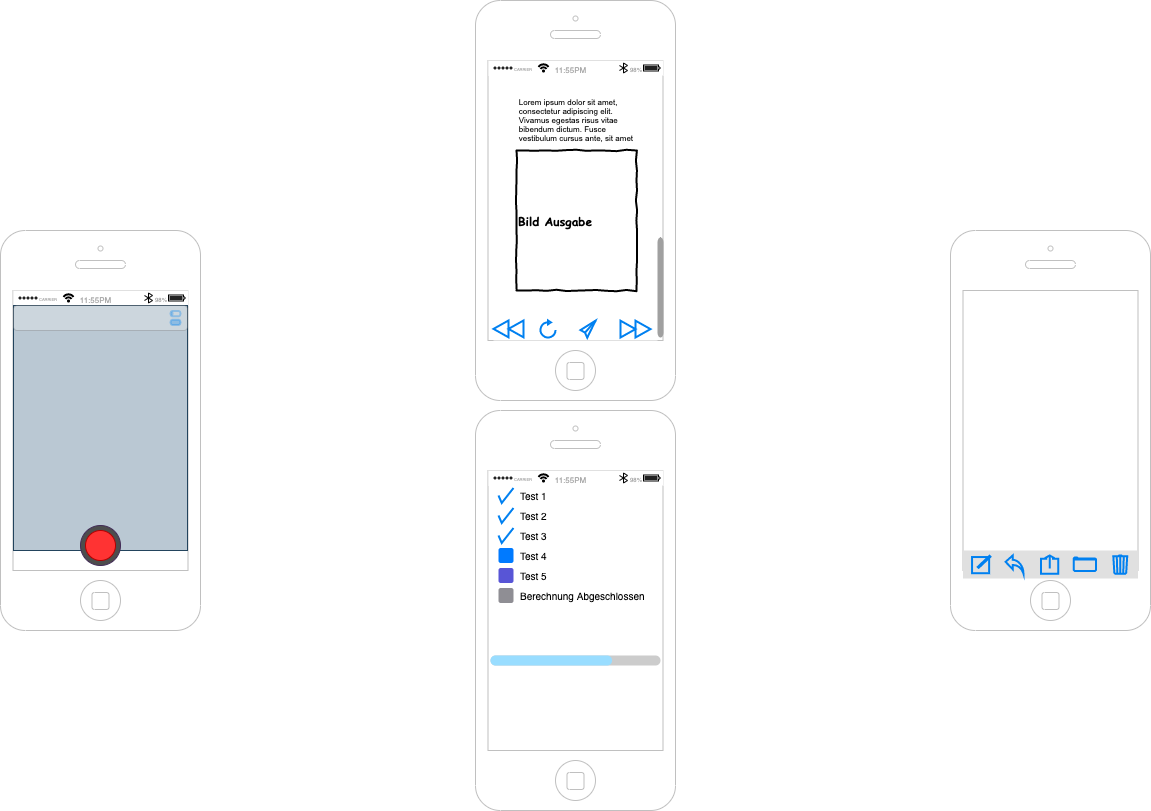 CARRIER 11:55PM 98%
Lorem ipsum dolor sit amet,
consectetur adipiscing elit.
Vivamus egestas risus vitae
bibendum dictum. Fusce
vestibulum cursus ante, sit amet
Bild Ausgabe
CARRIER 11:55PM 98%
CARRIER 11:55PM 98%
Test 1
Test 2
Test 3
Test 4
Test 5
Berechnung Abgeschlossen